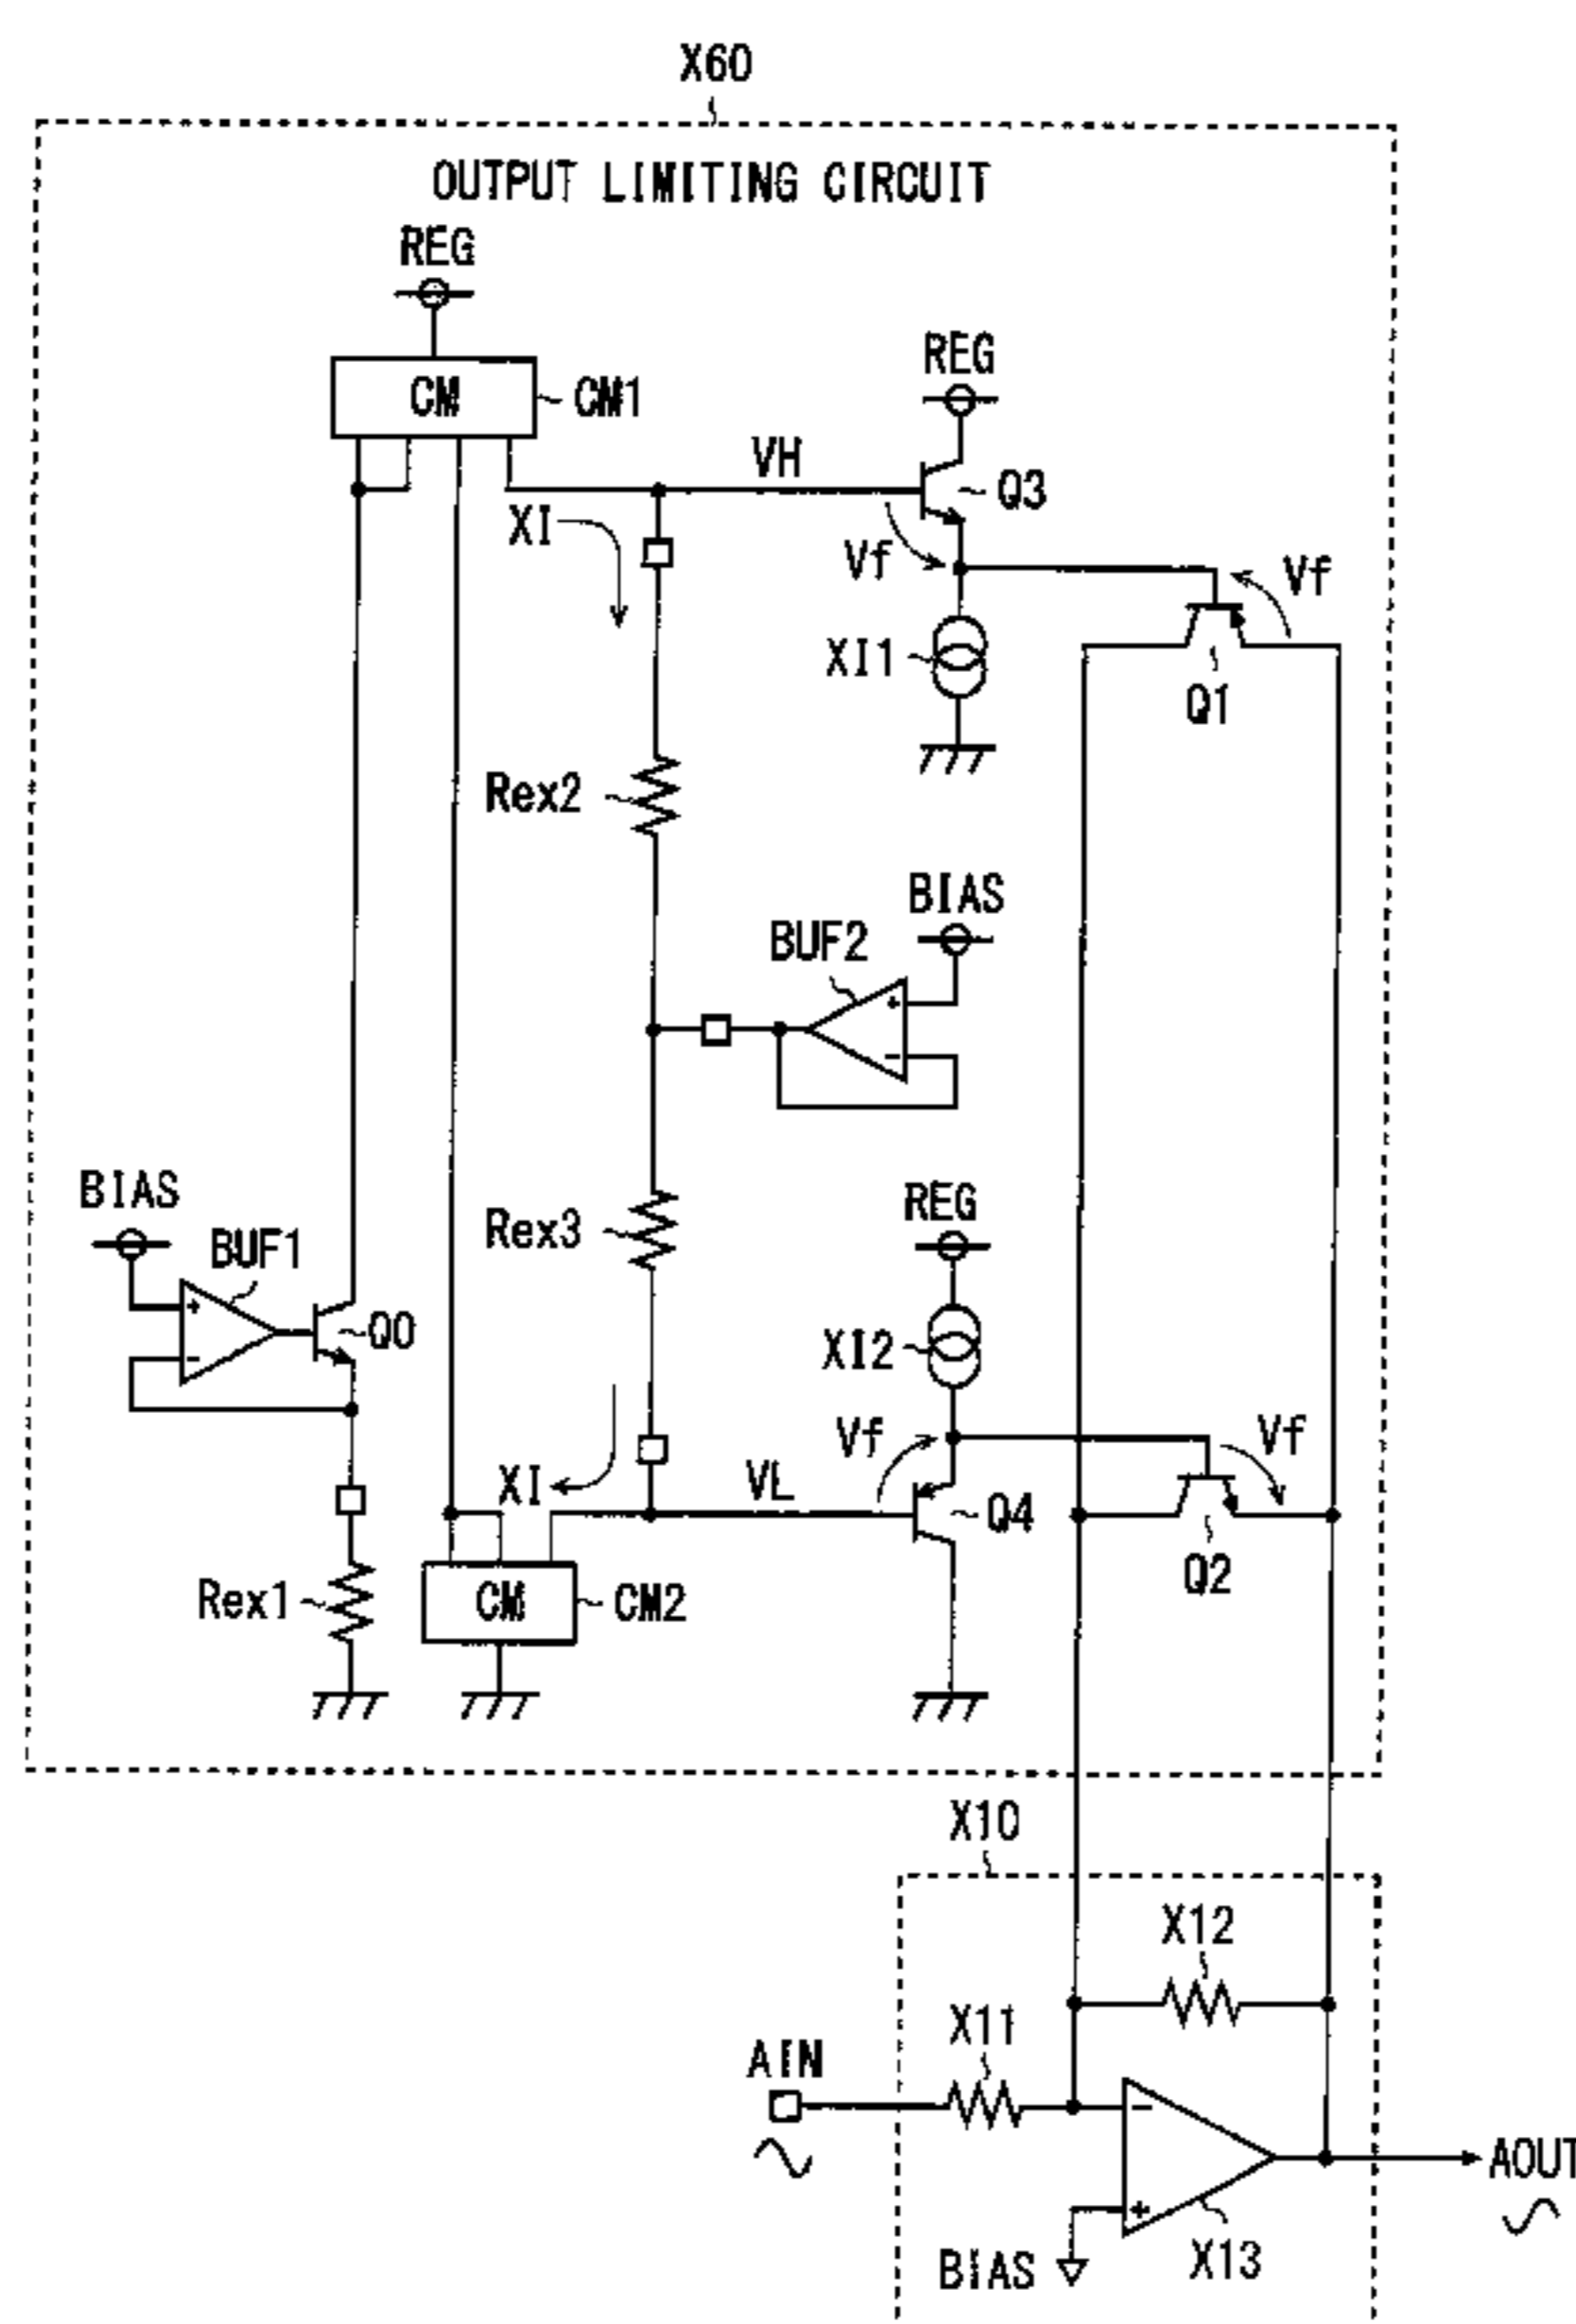 X60
OUTPUT LIMITING CIRCUIT
REG
CM
CM1
REG
VH
Q3
XI
Vf
Vf
XI1
Q1
Rex2
BIAS
BUF2
+
-
BIAS
BUF1
REG
Rex3
+
-
Q0
XI2
Vf
Vf
XI
VL
Q4
Q2
Rex1
CM
CM2
X10
X12
X11
AIN
-
+
AOUT
BIAS
X13